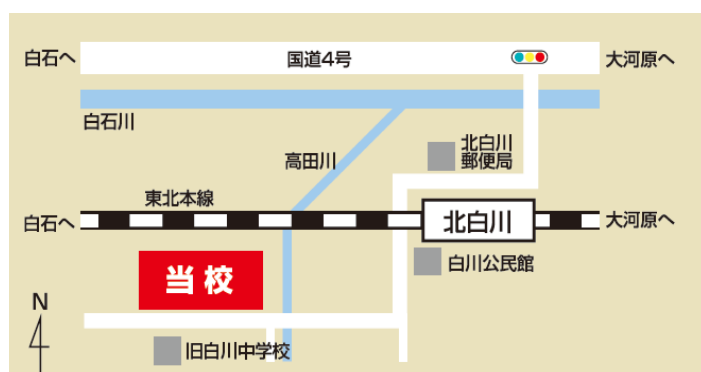 白石へ
国道4号
大河原へ
白石川
高田川
北白川
郵便局
東北本線
白石へ
北白川
大河原へ
当校
白川公民館
N
旧白川中学校